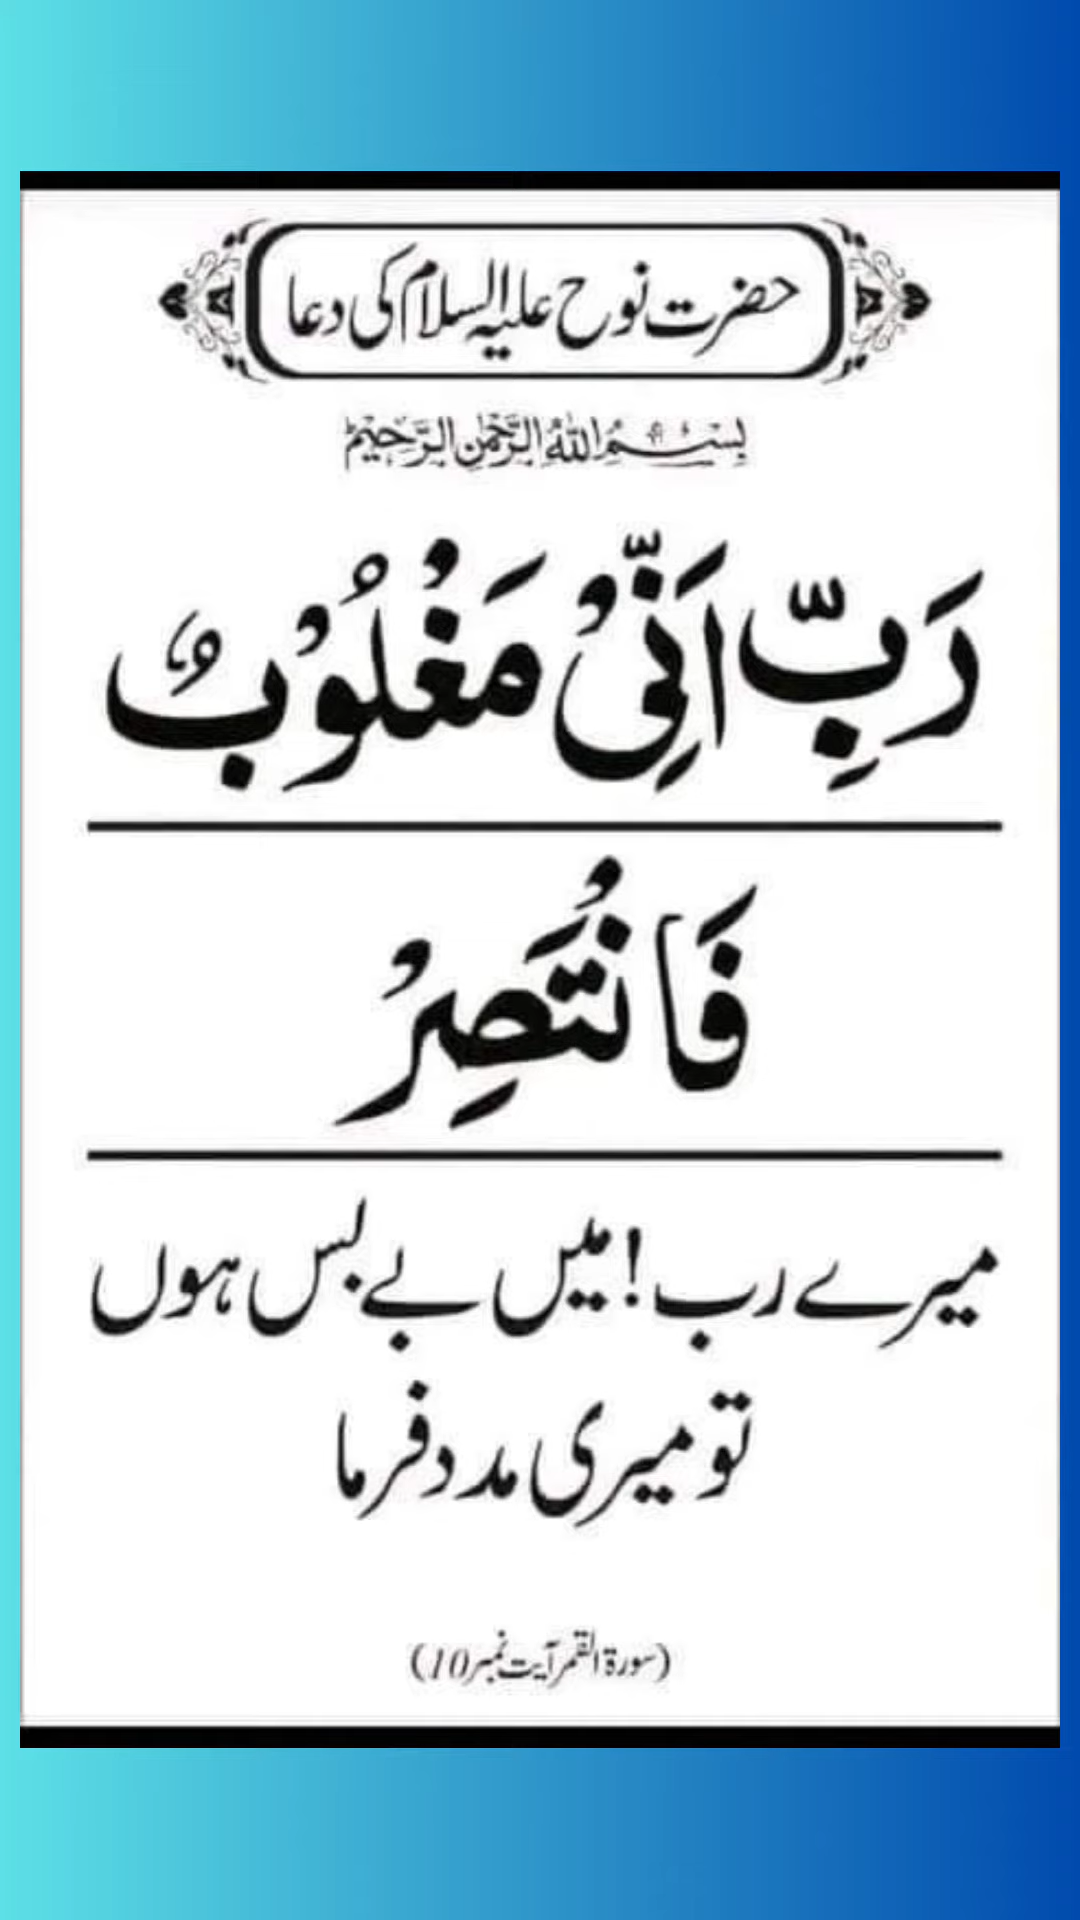 حضرت نوح علیہ السلام کی دعا
بِسْمِ اللهِ الرَّحْمٰنِ الرَّحِيْمِ
رَبِّ اَنِّیْ مَغْلُوْبٌ
فَانْتَصِرْ
میرے رب! میں بے بس ہوں
تو میری مدد فرما
(سورۃ القمر آیت نمبر 10)